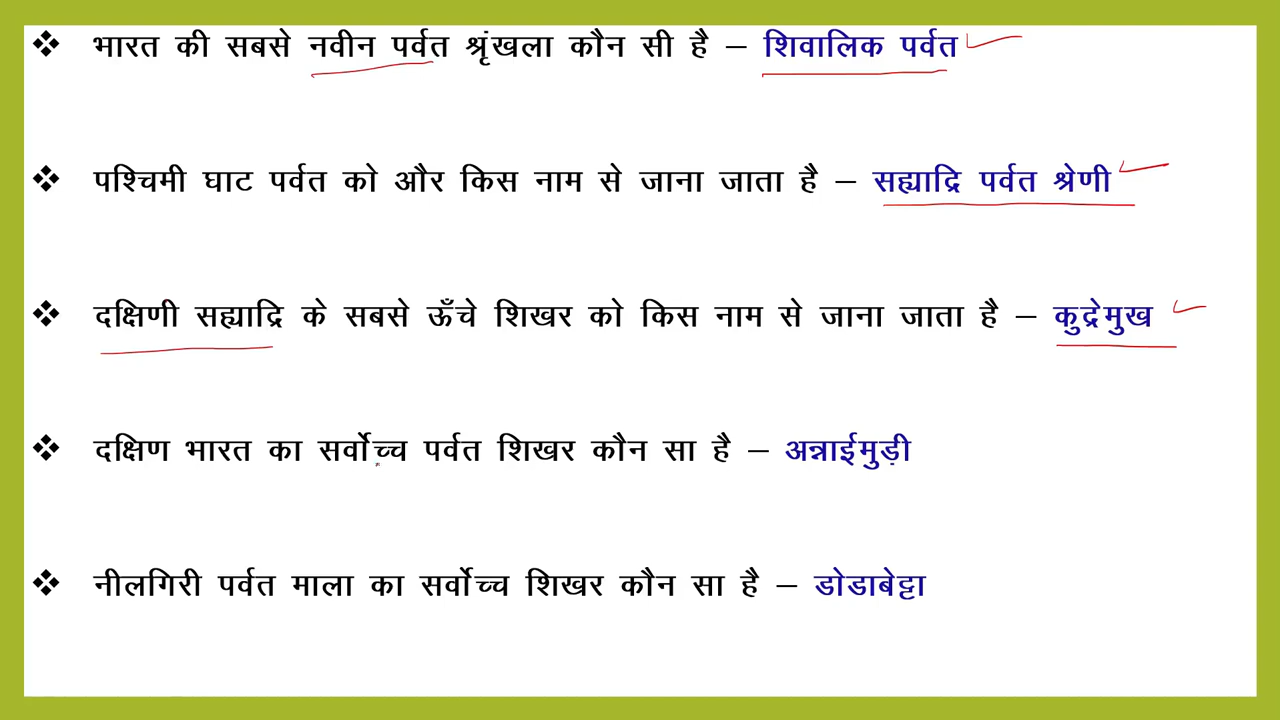 ❖ भारत की सबसे नवीन पर्वत श्रृंखला कौन सी है – शिवालिक पर्वत
❖ पश्चिमी घाट पर्वत को और किस नाम से जाना जाता है – सह्याद्रि पर्वत श्रेणी
❖ दक्षिणी सह्याद्रि के सबसे ऊँचे शिखर को किस नाम से जाना जाता है – कुद्रेमुख
❖ दक्षिण भारत का सर्वोच्च पर्वत शिखर कौन सा है – अन्नाईमुड़ी
❖ नीलगिरी पर्वत माला का सर्वोच्च शिखर कौन सा है – डोडाबेट्टा